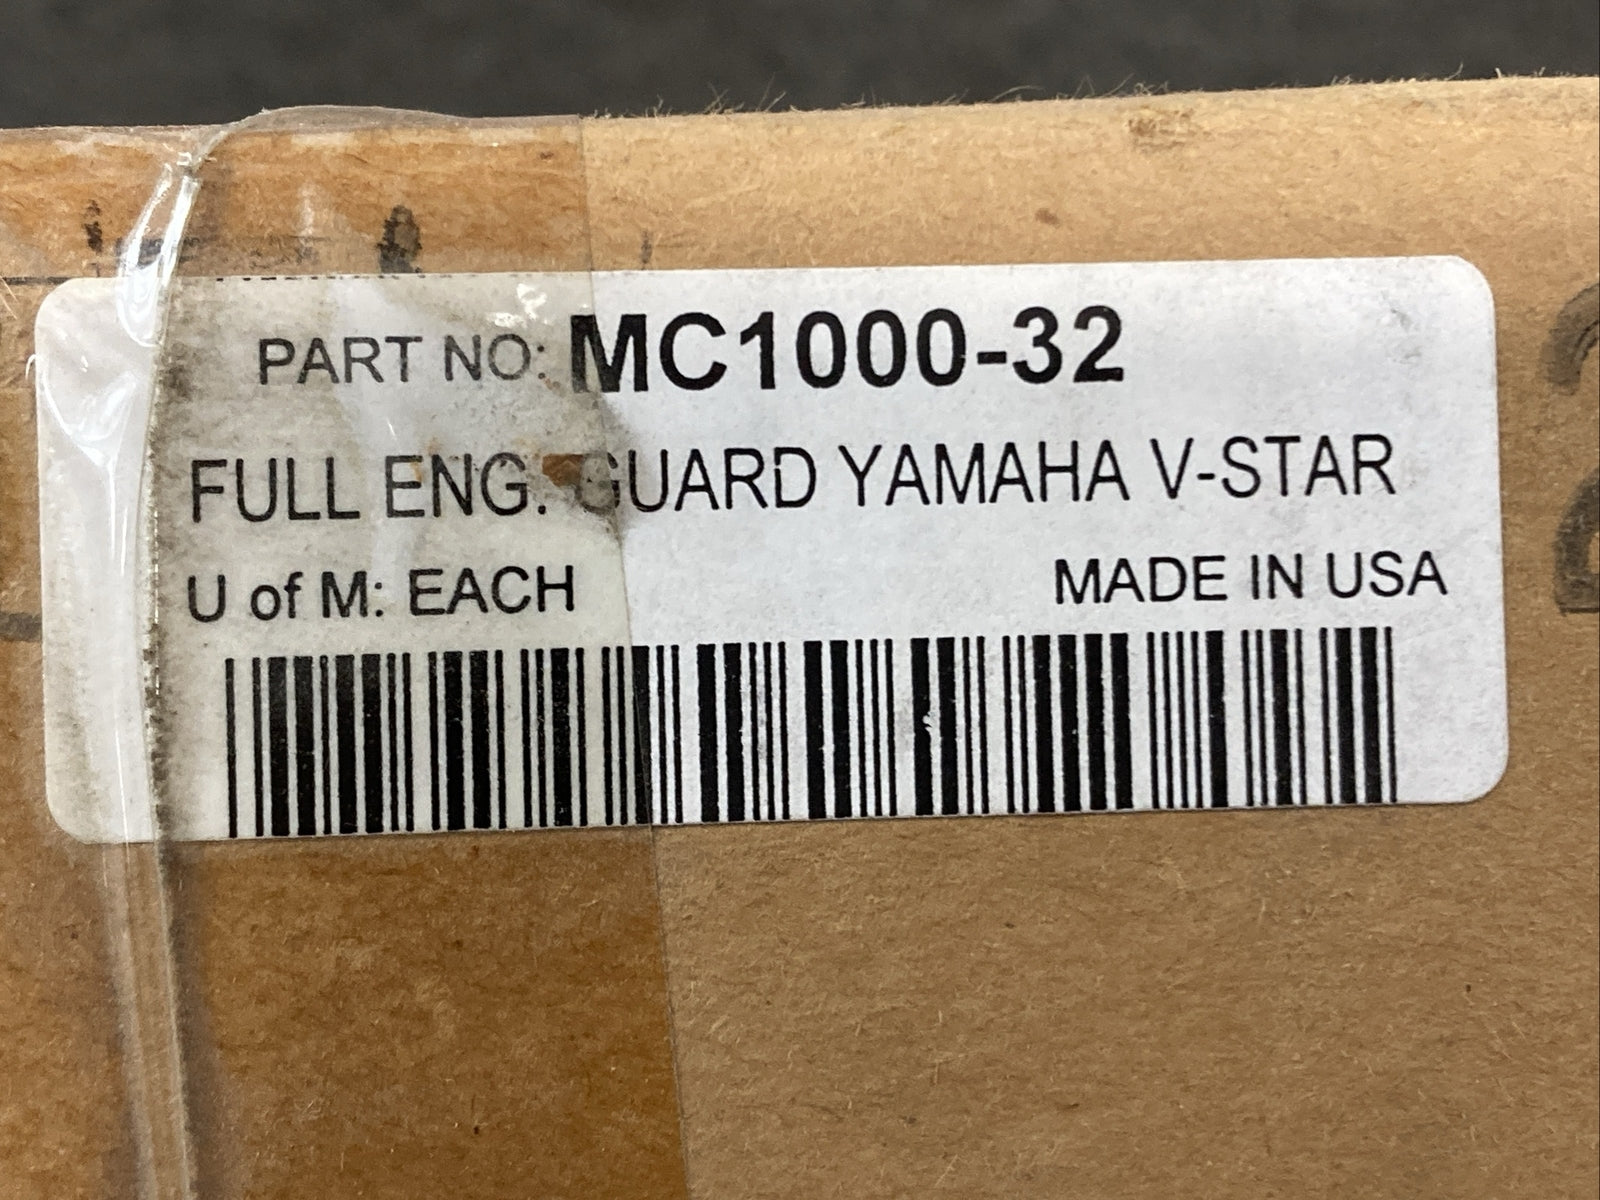 PART NO: MC1000-32
FULL ENG. GUARD YAMAHA V-STAR
U of M: EACH MADE IN USA